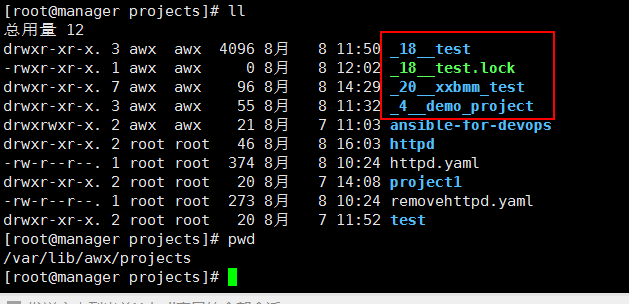 [root@manager projects]# ll
总用量 12
drwxr-xr-x. 3 awx  awx  4096 8月   8 11:50 _18__test
-rwxr-xr-x. 1 awx  awx     0 8月   8 12:02 _18__test.lock
drwxr-xr-x. 7 awx  awx    96 8月   8 14:29 _20__xxbmm_test
drwxr-xr-x. 3 awx  awx    55 8月   8 11:32 _4__demo_project
drwxrwxr-x. 2 awx  awx    21 8月   7 11:03 ansible-for-devops
drwxr-xr-x. 2 root root   46 8月   8 16:03 httpd
-rw-r--r--. 1 root root  374 8月   8 10:24 httpd.yaml
drwxr-xr-x. 2 root root   20 8月   7 14:08 project1
-rw-r--r--. 1 root root  273 8月   8 10:24 removehttpd.yaml
drwxr-xr-x. 2 root root   20 8月   7 11:52 test
[root@manager projects]# pwd
/var/lib/awx/projects
[root@manager projects]#